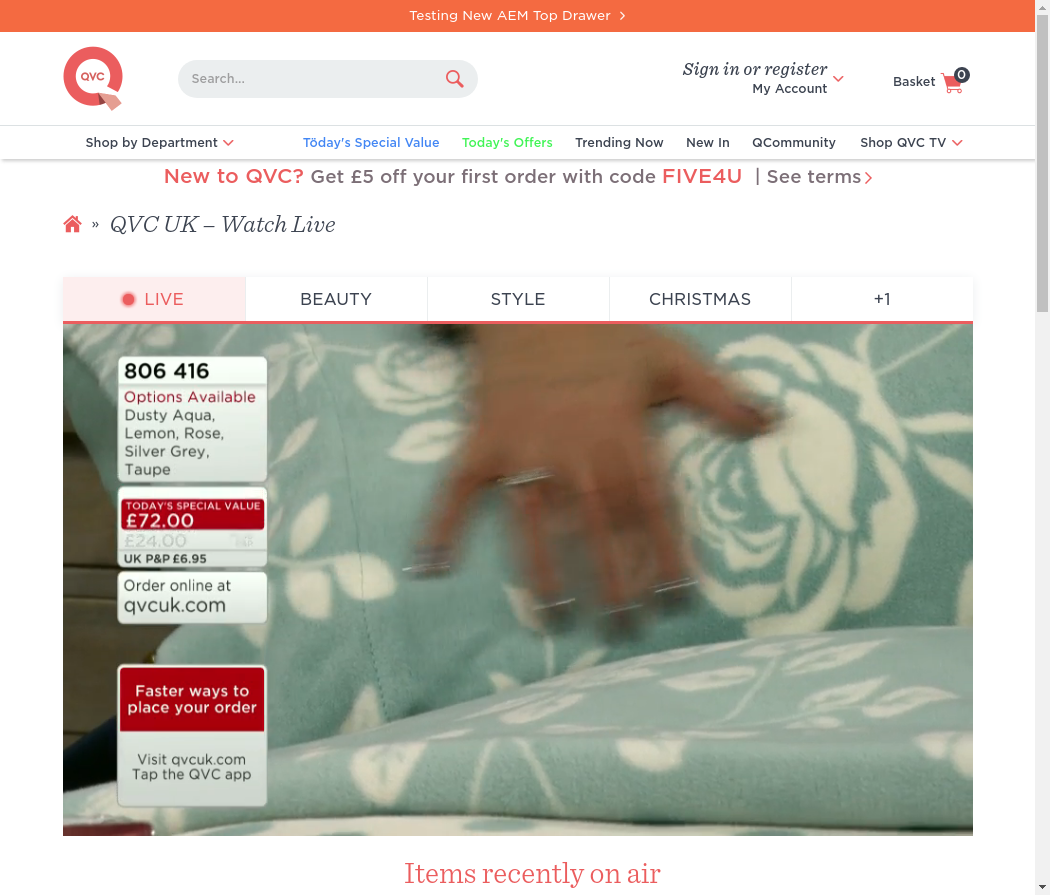 Testing New AEM Top Drawer
QVC
Search...
Sign in or register
My Account
Basket 0
Shop by Department
Töday's Special Value
Today's Offers
Trending Now
New In
QCommunity
Shop QVC TV
New to QVC? Get £5 off your first order with code FIVE4U | See terms
» QVC UK – Watch Live
LIVE
BEAUTY
STYLE
CHRISTMAS
+1
806 416
Options Available
Dusty Aqua,
Lemon, Rose,
Silver Grey,
Taupe
TODAY'S SPECIAL VALUE
£72.00
£24.00
UK P&P £6.95
Order online at
qvcuk.com
Faster ways to
place your order
Visit qvcuk.com
Tap the QVC app
Items recently on air